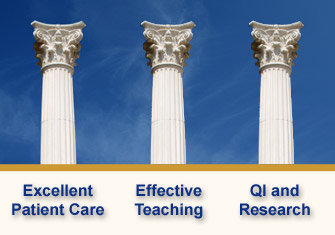 Excellent
Patient Care
Effective
Teaching
QI and
Research